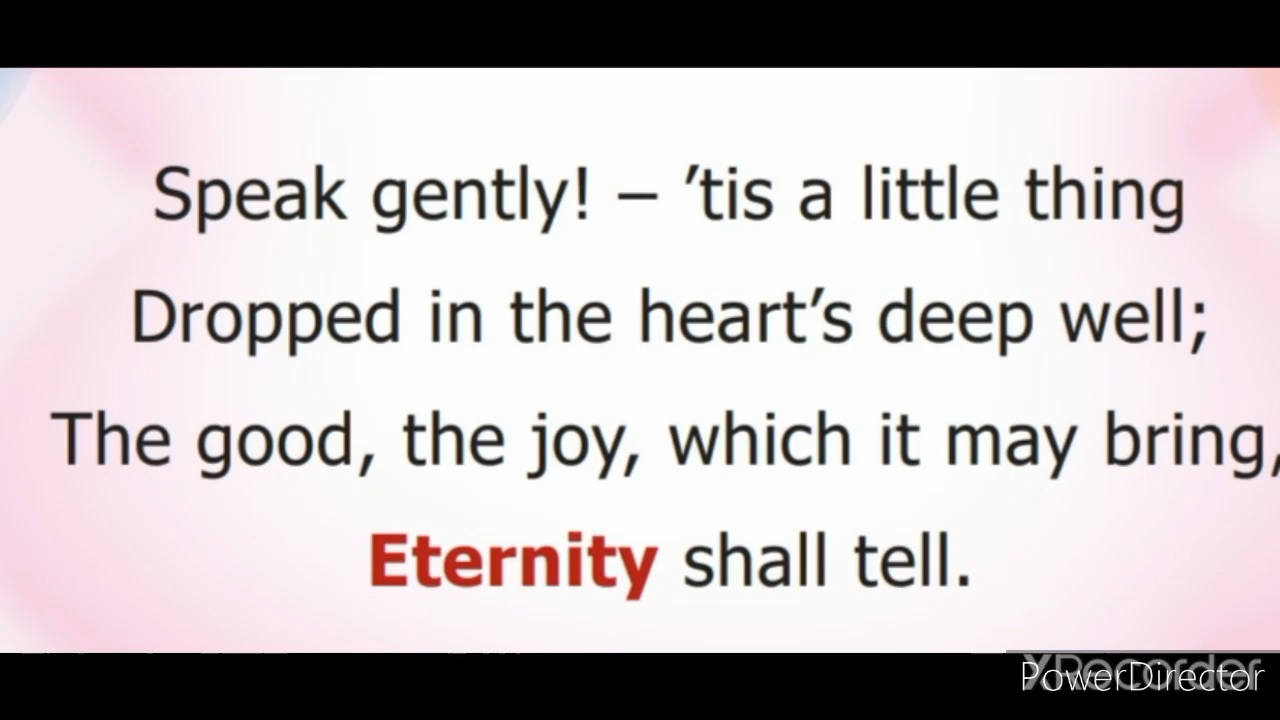 Speak gently! – ’tis a little thing
Dropped in the heart’s deep well;
The good, the joy, which it may bring,
Eternity shall tell.
XRecorder
PowerDirector